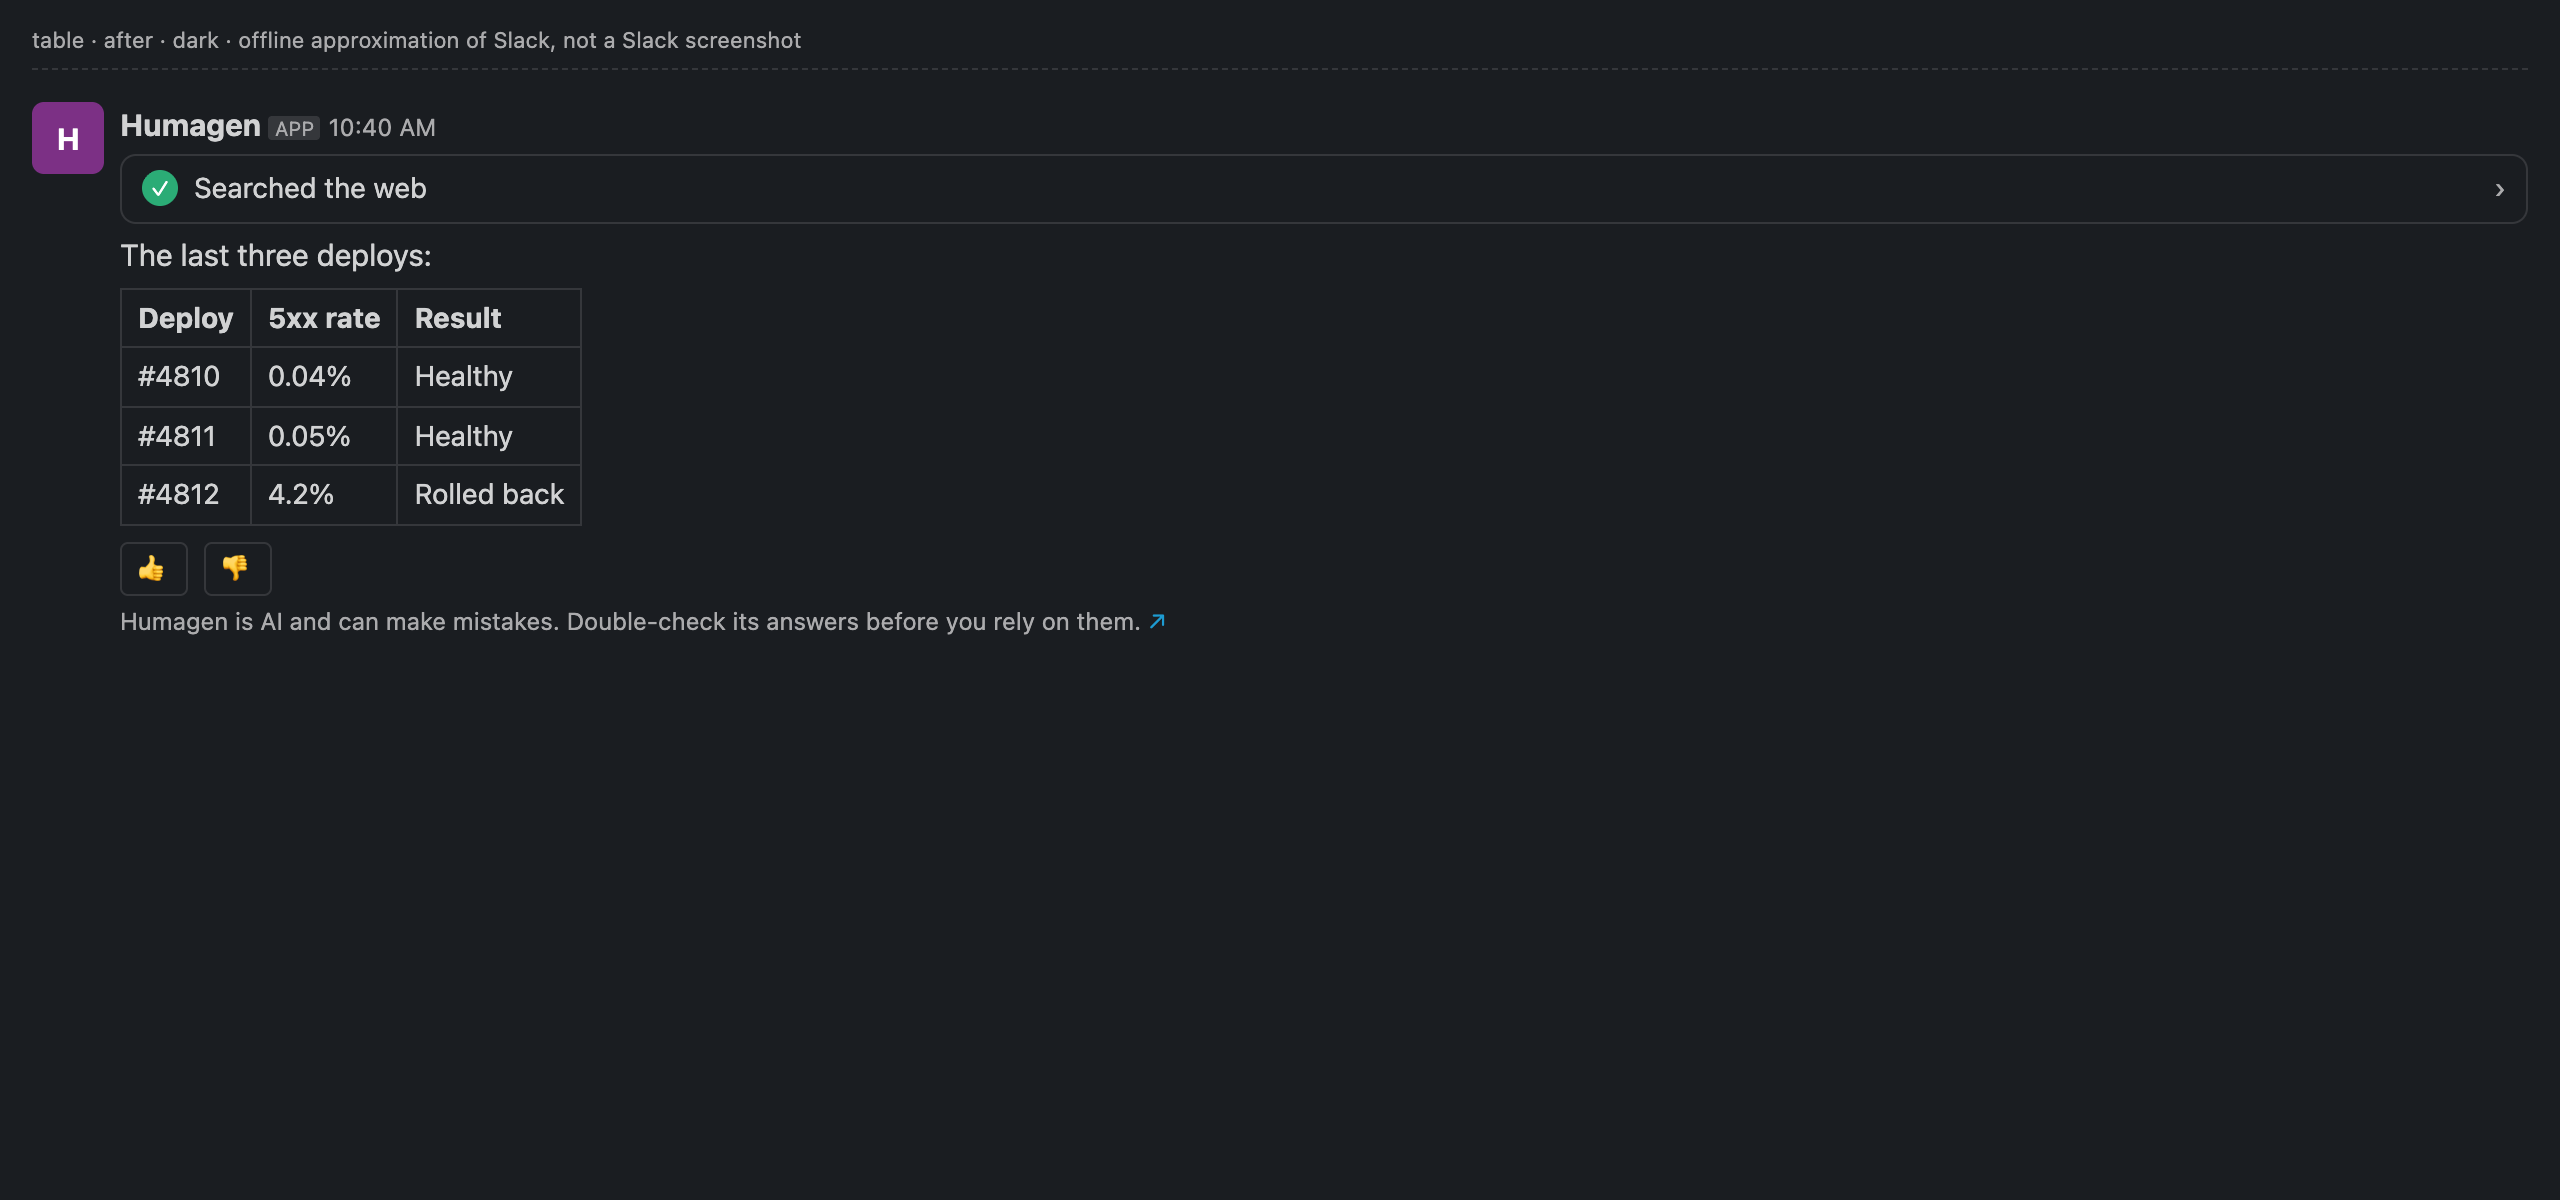 table · after · dark · offline approximation of Slack, not a Slack screenshot
H
Humagen APP 10:40 AM
Searched the web
The last three deploys:
Deploy 5xx rate Result
#4810 0.04% Healthy
#4811 0.05% Healthy
#4812 4.2% Rolled back
Humagen is AI and can make mistakes. Double-check its answers before you rely on them.